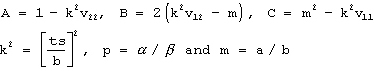 A = 1 - k²v₂₂, B = 2(k²v₁₂ - m), C = m² - k²v₁₁
k² = [ts/b]², p = α/β and m = a/b